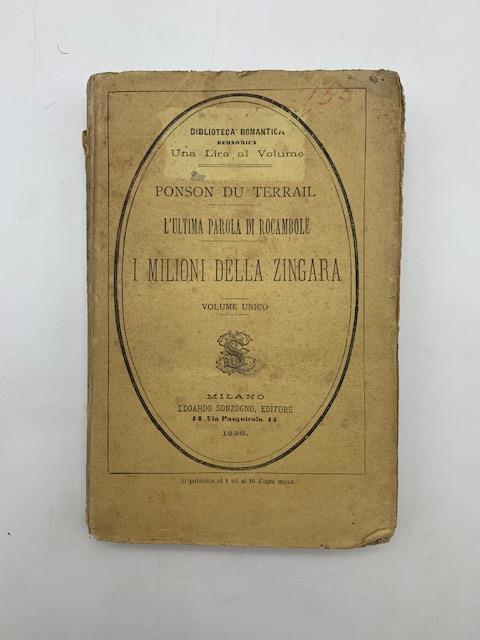 135
BIBLIOTECA ROMANTICA
ECONOMICA
Una Lira al Volume
PONSON DU TERRAIL
L'ULTIMA PAROLA DI ROCAMBOLE
I MILIONI DELLA ZINGARA
VOLUME UNICO
MILANO
EDOARDO SONZOGNO, EDITORE
14 Via Pasquirolo. 14.
1886.
Si pubblica al 1 ed al 16 d'ogni mese.